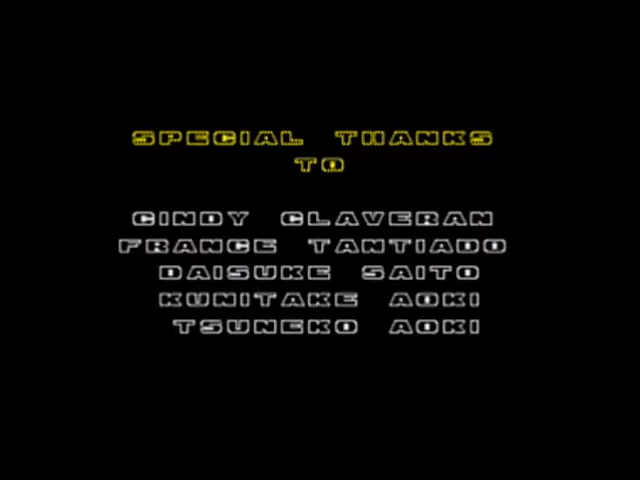 SPECIAL THANKS
TO
CINDY CLAVERAN
FRANCE TANTIADO
DAISUKE SAITO
KUNITAKE AOKI
TSUNEKO AOKI